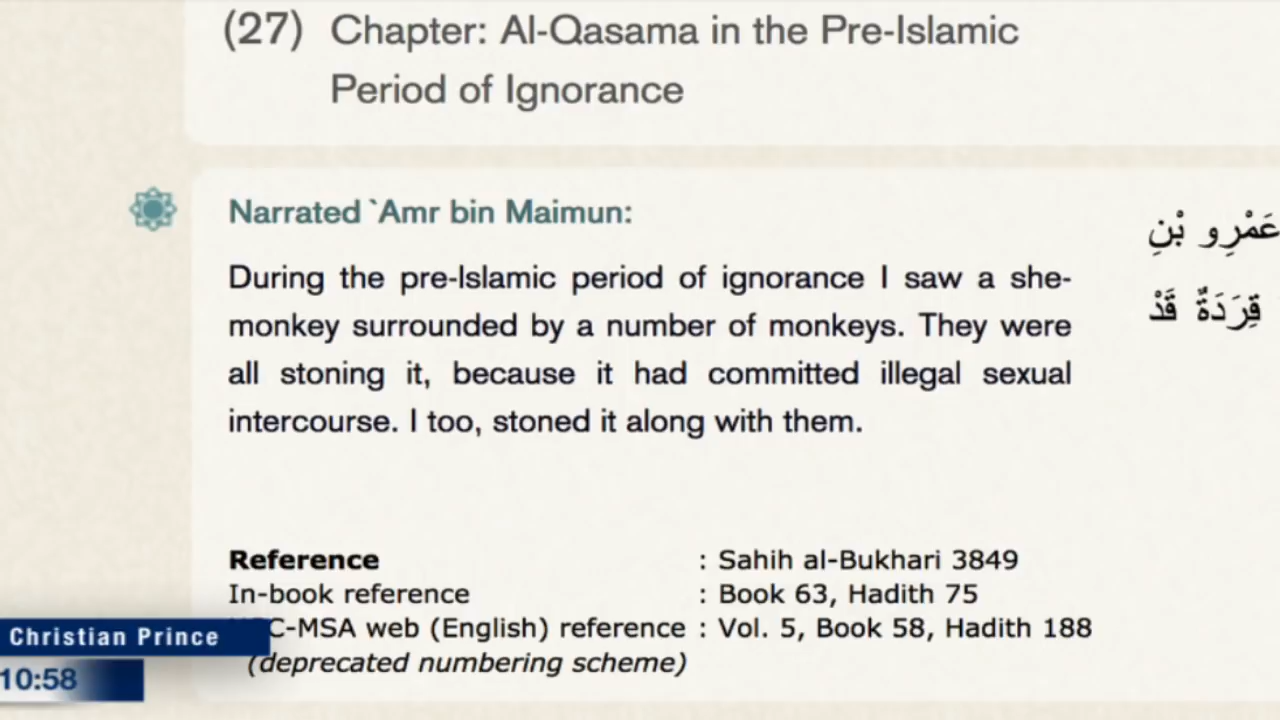 (27) Chapter: Al-Qasama in the Pre-Islamic
Period of Ignorance
Narrated `Amr bin Maimun:
عَمْرِو بْنِ
During the pre-Islamic period of ignorance I saw a she-
monkey surrounded by a number of monkeys. They were
قِرَدَةٌ قَدْ
all stoning it, because it had committed illegal sexual
intercourse. I too, stoned it along with them.
Reference : Sahih al-Bukhari 3849
In-book reference : Book 63, Hadith 75
C-MSA web (English) reference : Vol. 5, Book 58, Hadith 188
(deprecated numbering scheme)
Christian Prince
10:58